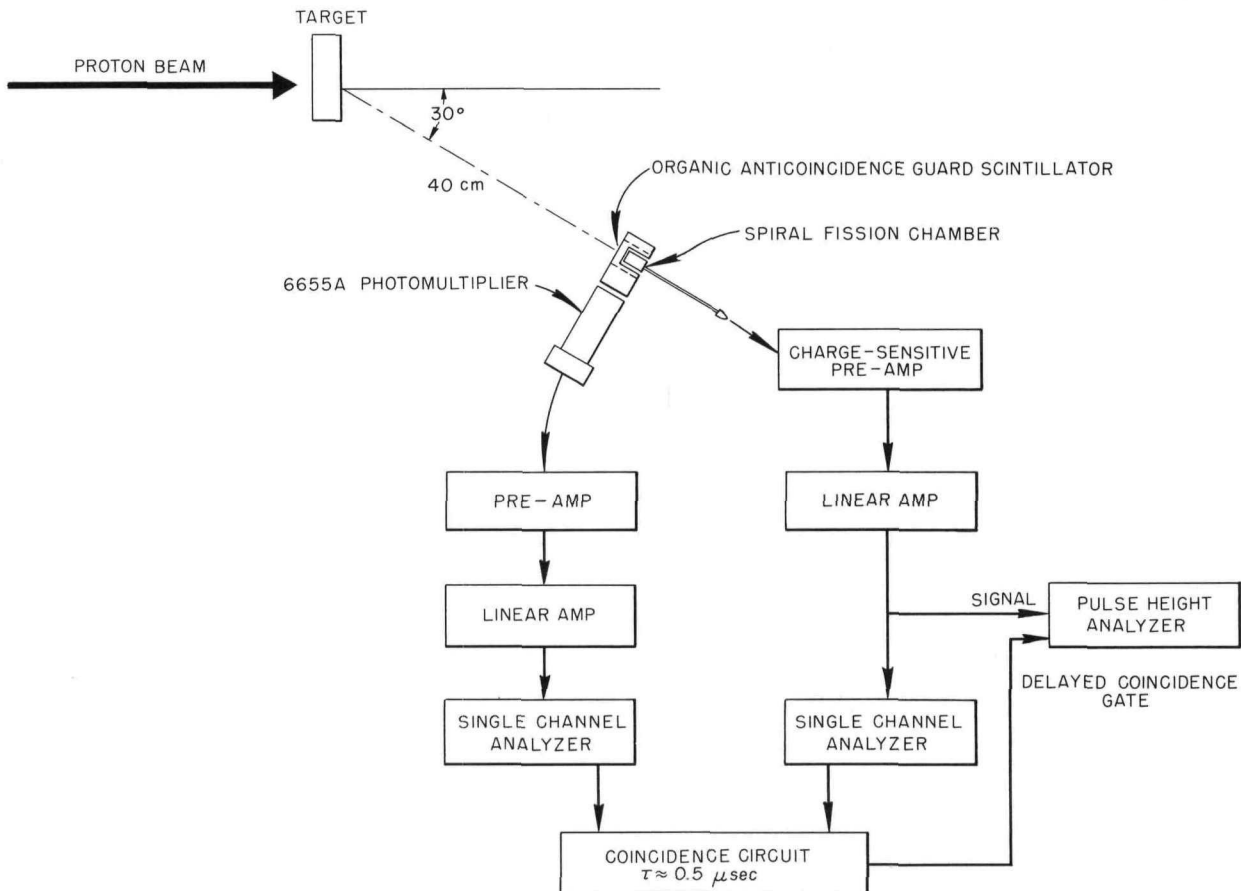 TARGET
PROTON BEAM
30°
40 cm
ORGANIC ANTICOINCIDENCE GUARD SCINTILLATOR
SPIRAL FISSION CHAMBER
6655A PHOTOMULTIPLIER
CHARGE-SENSITIVE
PRE-AMP
PRE-AMP
LINEAR AMP
LINEAR AMP
SIGNAL
PULSE HEIGHT
ANALYZER
DELAYED COINCIDENCE
GATE
SINGLE CHANNEL
ANALYZER
SINGLE CHANNEL
ANALYZER
COINCIDENCE CIRCUIT
τ ≈ 0.5 μsec